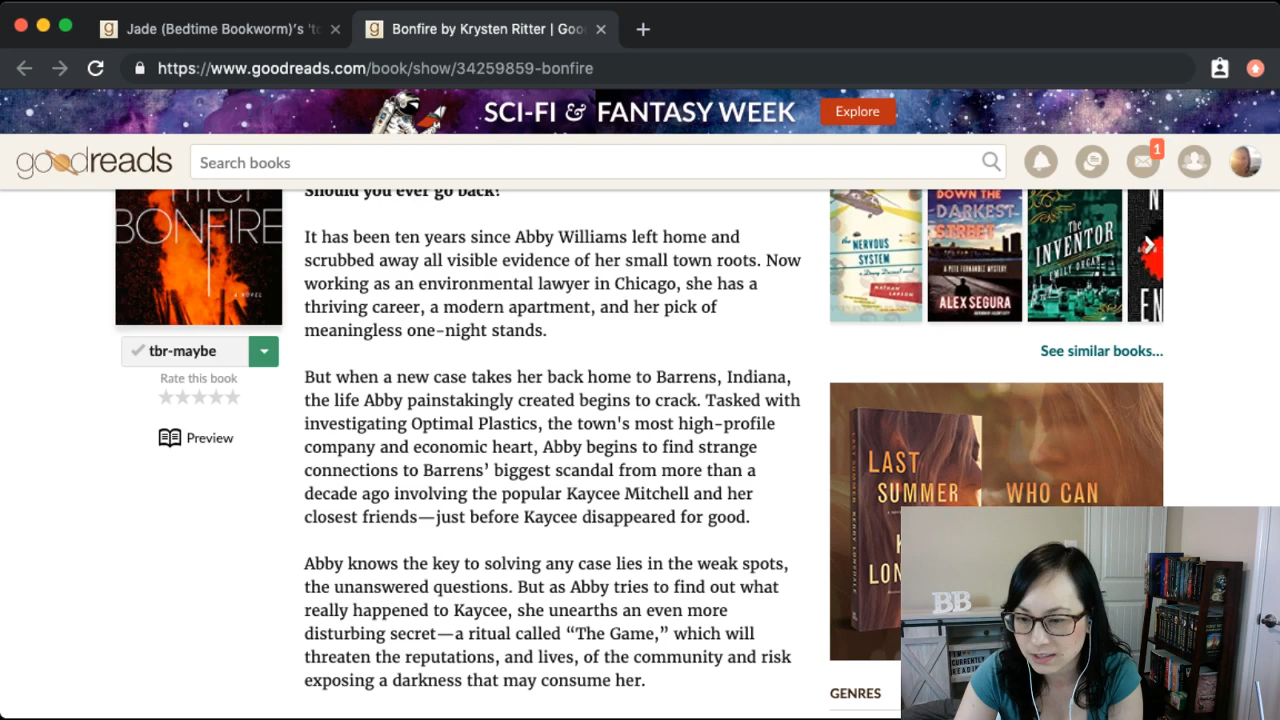 Jade (Bedtime Bookworm)'s 'to
Bonfire by Krysten Ritter | Goo
https://www.goodreads.com/book/show/34259859-bonfire
SCI-FI & FANTASY WEEK
Explore
goodreads
Search books
1
Should you ever go back?
BONFIRE
A NOVEL
tbr-maybe
Rate this book
Preview
It has been ten years since Abby Williams left home and
scrubbed away all visible evidence of her small town roots. Now
working as an environmental lawyer in Chicago, she has a
thriving career, a modern apartment, and her pick of
meaningless one-night stands.
But when a new case takes her back home to Barrens, Indiana,
the life Abby painstakingly created begins to crack. Tasked with
investigating Optimal Plastics, the town's most high-profile
company and economic heart, Abby begins to find strange
connections to Barrens’ biggest scandal from more than a
decade ago involving the popular Kaycee Mitchell and her
closest friends—just before Kaycee disappeared for good.
Abby knows the key to solving any case lies in the weak spots,
the unanswered questions. But as Abby tries to find out what
really happened to Kaycee, she unearths an even more
disturbing secret—a ritual called “The Game,” which will
threaten the reputations, and lives, of the community and risk
exposing a darkness that may consume her.
the NERVOUS
SYSTEM
NATHAN LARSON
DOWN THE
DARKEST
STREET
A PETE FERNANDEZ MYSTERY
ALEX SEGURA
The
INVENTOR
EMILY ORGAN
N
EN
See similar books...
LAST
SUMMER
K
LON
WHO CAN
GENRES
BB
CURRENTLY
READING